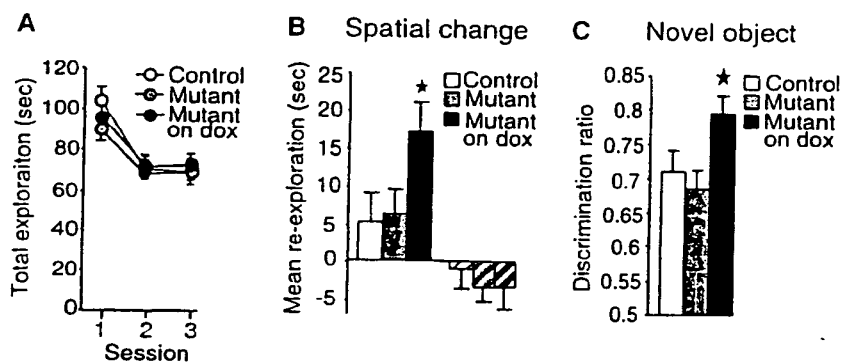 A
Total exploraiton (sec)
120
100
80
60
40
20
0
Control
Mutant
Mutant
on dox
1 2 3
Session
B Spatial change
Mean re-exploration (sec)
25
20
15
10
5
0
-5
Control
Mutant
Mutant
on dox
C Novel object
Discrimination ratio
0.85
0.8
0.75
0.7
0.65
0.6
0.55
0.5
Control
Mutant
Mutant
on dox